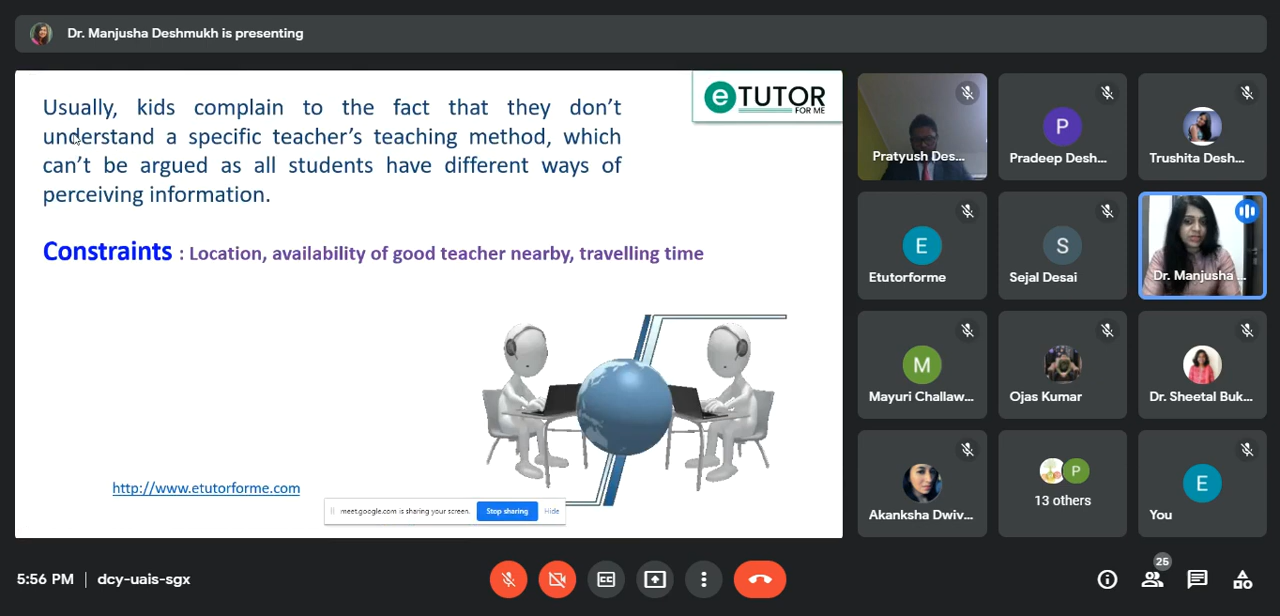 Dr. Manjusha Deshmukh is presenting
Usually, kids complain to the fact that they don't
understand a specific teacher's teaching method, which
can't be argued as all students have different ways of
perceiving information.
Constraints : Location, availability of good teacher nearby, travelling time
e TUTOR
FOR ME
http://www.etutorforme.com
meet.google.com is sharing your screen.
Stop sharing
Hide
Pratyush Des...
P
Pradeep Desh...
Trushita Desh...
E
Etutorforme
S
Sejal Desai
Dr. Manjusha ...
M
Mayuri Challaw...
Ojas Kumar
Dr. Sheetal Buk...
Akanksha Dwiv...
P
13 others
E
You
5:56 PM | dcy-uais-sgx
CC
25